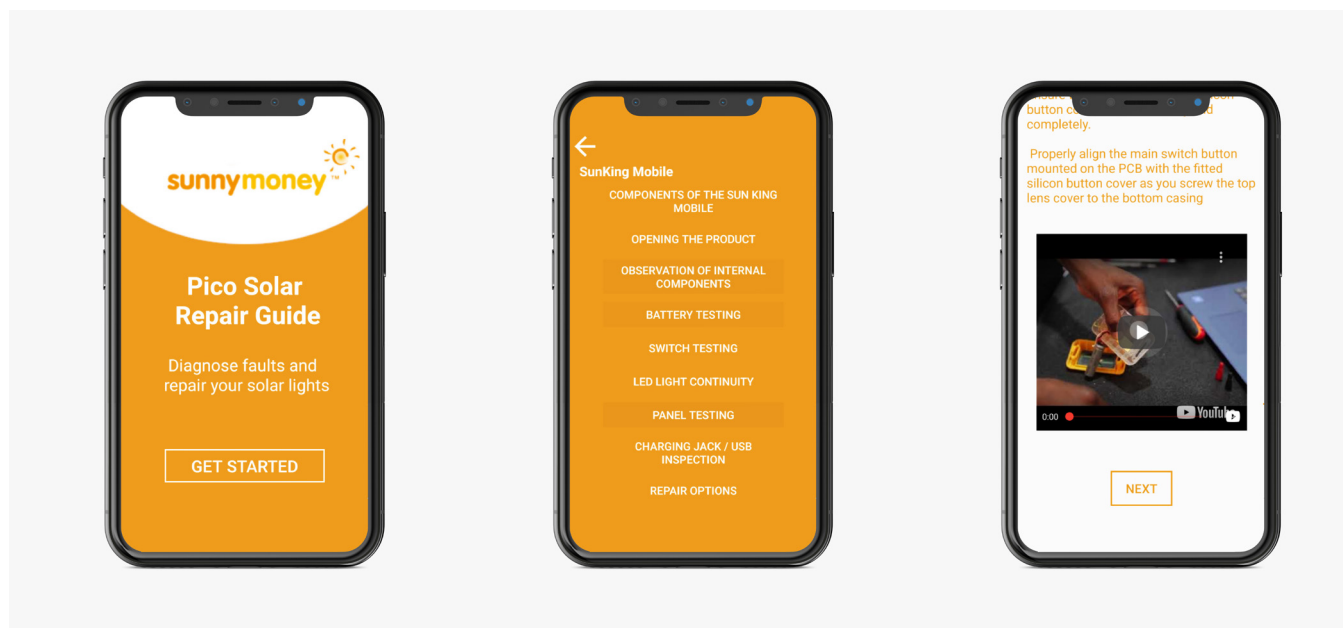 sunnymoney™
Pico Solar
Repair Guide
Diagnose faults and
repair your solar lights
GET STARTED
SunKing Mobile
COMPONENTS OF THE SUN KING
MOBILE
OPENING THE PRODUCT
OBSERVATION OF INTERNAL
COMPONENTS
BATTERY TESTING
SWITCH TESTING
LED LIGHT CONTINUITY
PANEL TESTING
CHARGING JACK / USB
INSPECTION
REPAIR OPTIONS
button
completely.
Properly align the main switch button
mounted on the PCB with the fitted
silicon button cover as you screw the top
lens cover to the bottom casing
0:00
YouTube
NEXT